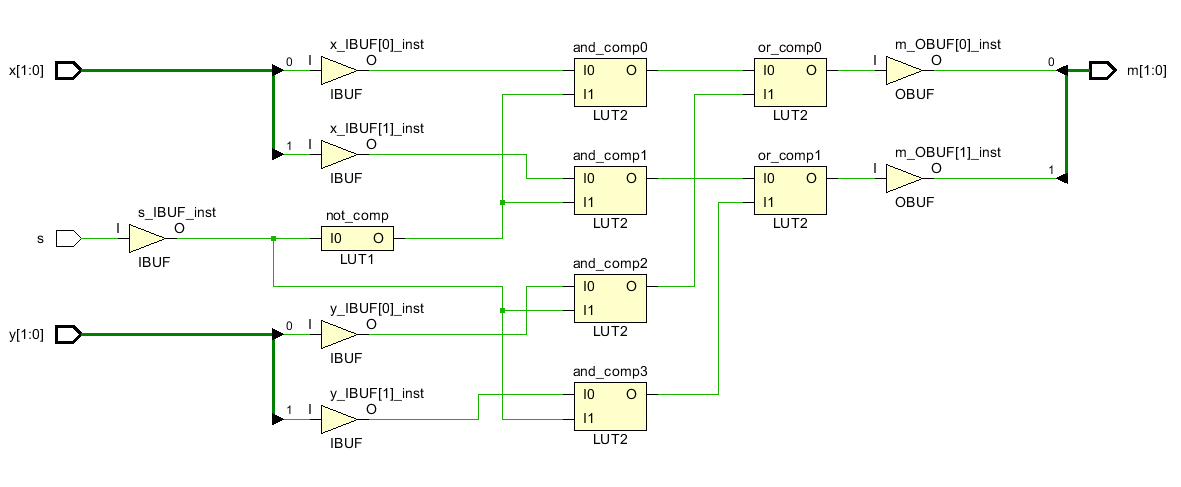 x_IBUF[0]_inst
and_comp0
or_comp0
m_OBUF[0]_inst
x[1:0]
0
I
O
I0
O
I0
O
I
O
0
m[1:0]
IBUF
I1
I1
OBUF
LUT2
LUT2
x_IBUF[1]_inst
1
I
O
IBUF
and_comp1
or_comp1
m_OBUF[1]_inst
I0
O
I0
O
I
O
1
I1
I1
OBUF
LUT2
LUT2
s_IBUF_inst
not_comp
s
I
O
I0
O
IBUF
LUT1
and_comp2
I0
O
I1
LUT2
y_IBUF[0]_inst
y[1:0]
0
I
O
IBUF
and_comp3
y_IBUF[1]_inst
I0
O
1
I
O
I1
IBUF
LUT2